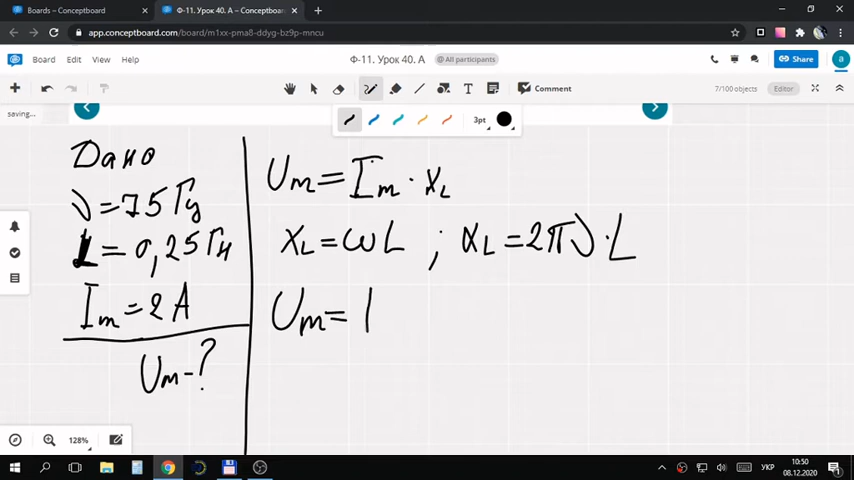 Boards – Conceptboard
Ф-11. Урок 40. А – Conceptboard
app.conceptboard.com/board/m1xx-pma8-ddyg-bz9p-mncu
Board Edit View Help
Ф-11. Урок 40. А
@All participants
Share
Comment
7/100 objects
Editor
saving...
3pt
Дано
ν = 75 Гц
L = 0,25 Гн
Im = 2 А
Um - ?
Um = Im · XL
XL = ωL ; XL = 2πν · L
Um = I
128%
УКР
10:50
08.12.2020